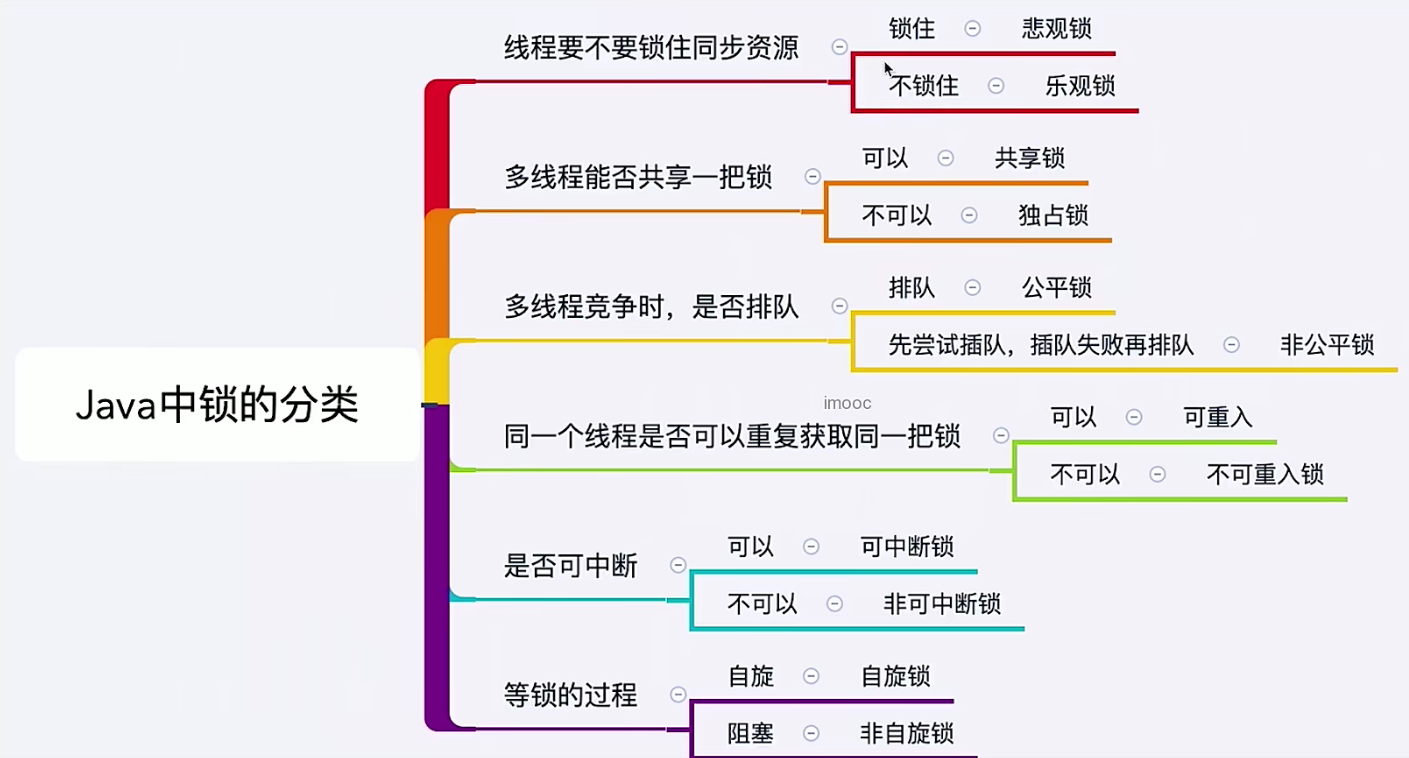 Java中锁的分类
线程要不要锁住同步资源
锁住 悲观锁
不锁住 乐观锁
多线程能否共享一把锁
可以 共享锁
不可以 独占锁
多线程竞争时，是否排队
排队 公平锁
先尝试插队，插队失败再排队 非公平锁
imooc
同一个线程是否可以重复获取同一把锁
可以 可重入
不可以 不可重入锁
是否可中断
可以 可中断锁
不可以 非可中断锁
等锁的过程
自旋 自旋锁
阻塞 非自旋锁